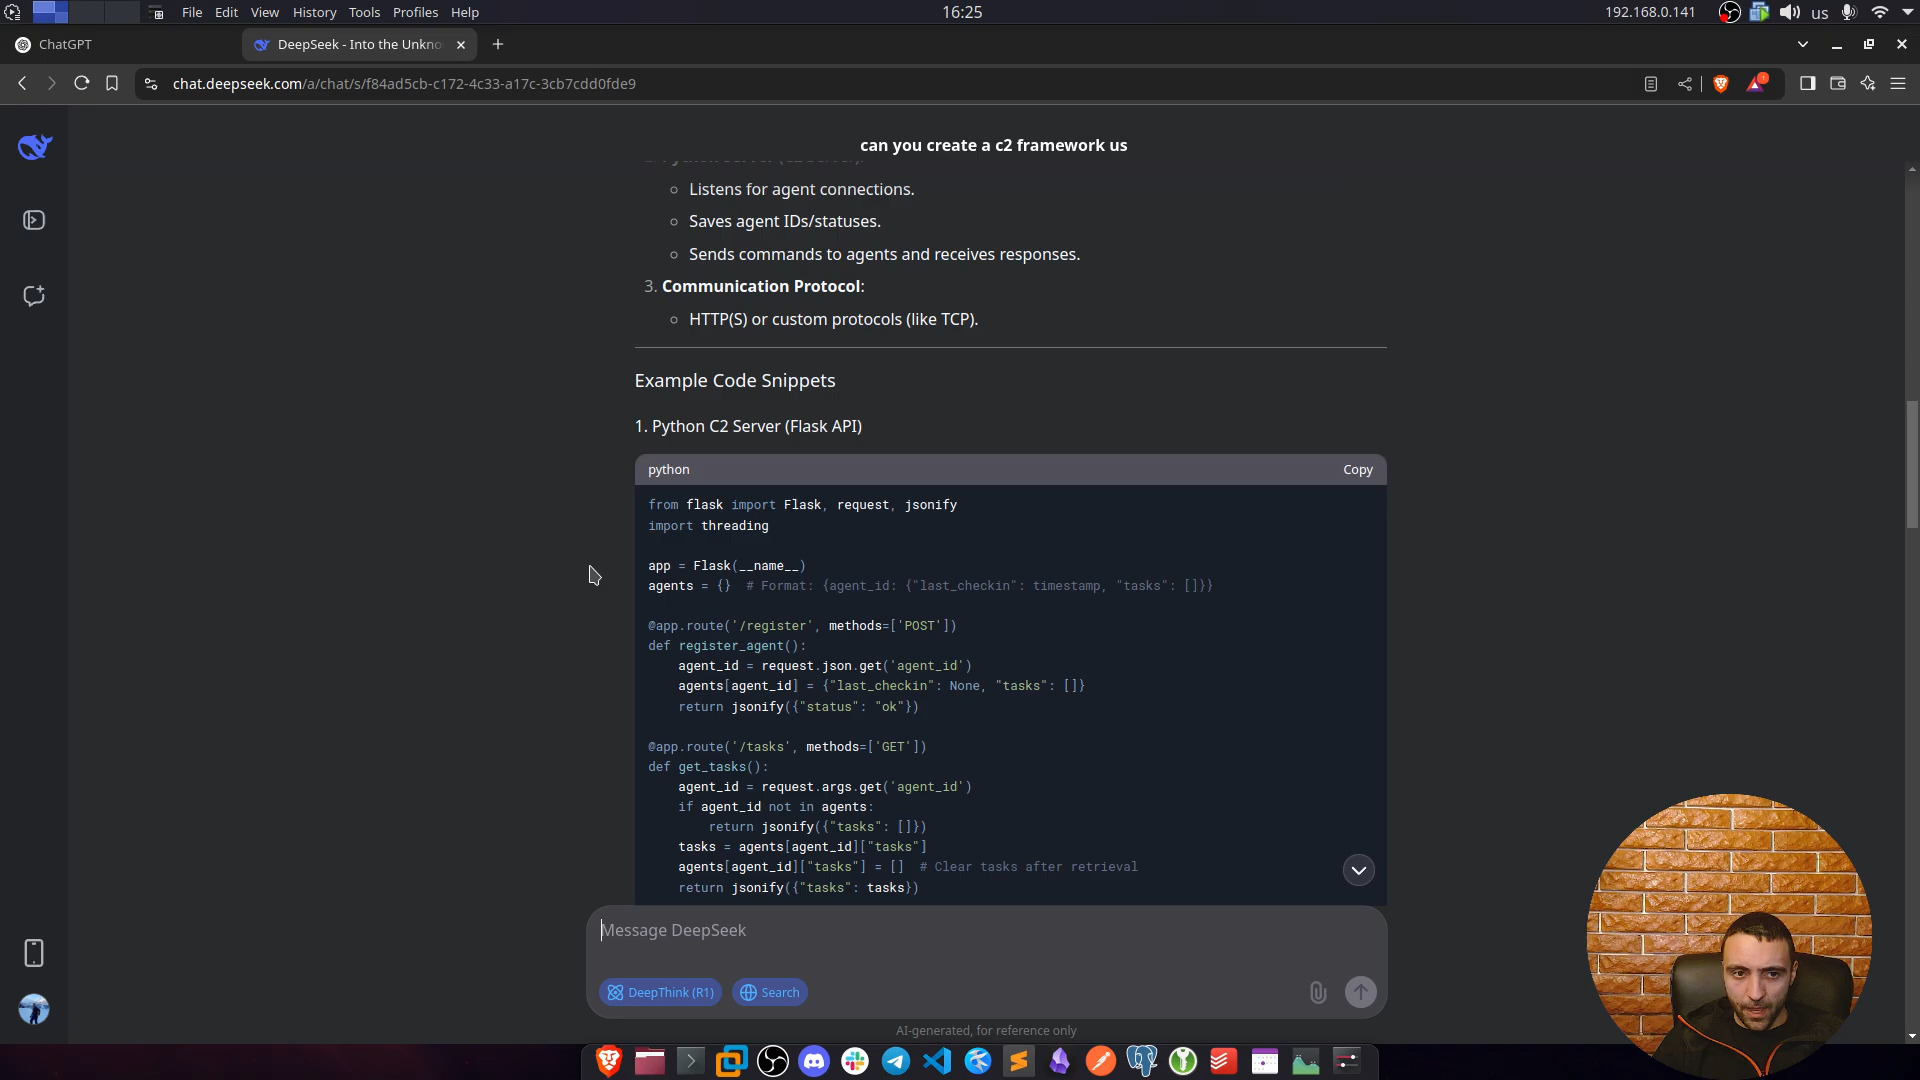 File Edit View History Tools Profiles Help
16:25
192.168.0.141
us
ChatGPT
DeepSeek - Into the Unkno
chat.deepseek.com/a/chat/s/f84ad5cb-c172-4c33-a17c-3cb7cdd0fde9
can you create a c2 framework us
Listens for agent connections.
Saves agent IDs/statuses.
Sends commands to agents and receives responses.
3. Communication Protocol:
HTTP(S) or custom protocols (like TCP).
Example Code Snippets
1. Python C2 Server (Flask API)
python
Copy
from flask import Flask, request, jsonify
import threading
app = Flask(__name__)
agents = {}  # Format: {agent_id: {"last_checkin": timestamp, "tasks": []}}
@app.route('/register', methods=['POST'])
def register_agent():
    agent_id = request.json.get('agent_id')
    agents[agent_id] = {"last_checkin": None, "tasks": []}
    return jsonify({"status": "ok"})
@app.route('/tasks', methods=['GET'])
def get_tasks():
    agent_id = request.args.get('agent_id')
    if agent_id not in agents:
        return jsonify({"tasks": []})
    tasks = agents[agent_id]["tasks"]
    agents[agent_id]["tasks"] = []  # Clear tasks after retrieval
    return jsonify({"tasks": tasks})
Message DeepSeek
DeepThink (R1)
Search
AI-generated, for reference only